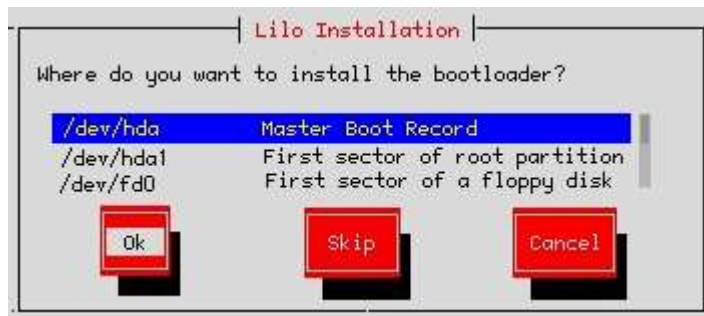 Lilo Installation
Where do you want to install the bootloader?
/dev/hda Master Boot Record
/dev/hda1 First sector of root partition
/dev/fd0 First sector of a floppy disk
Ok Skip Cancel